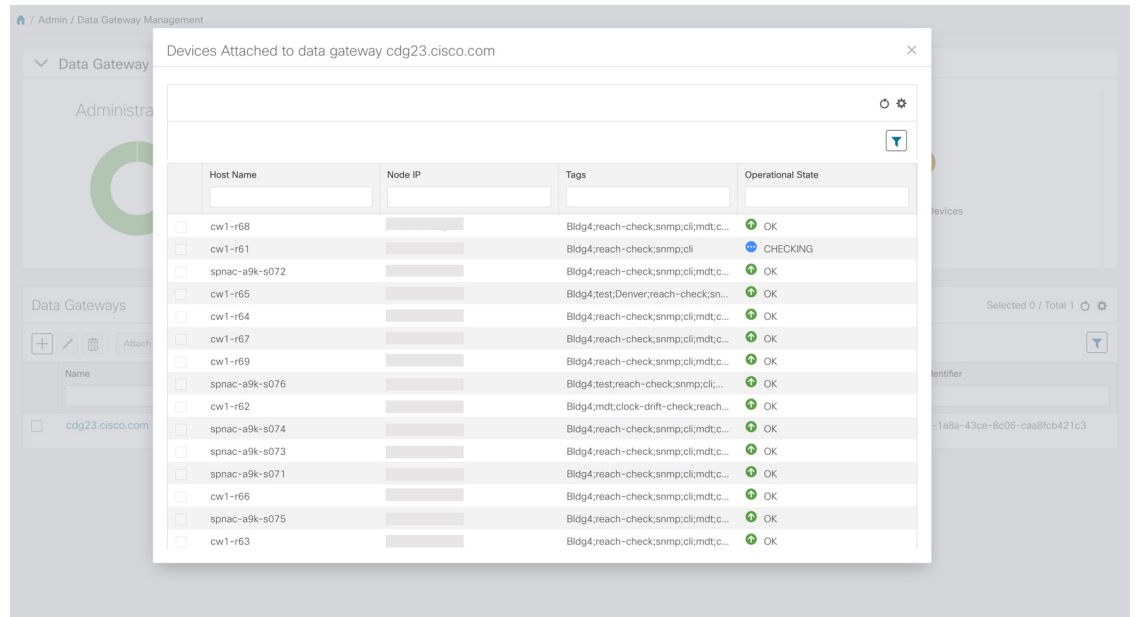 / Admin / Data Gateway Management
Devices Attached to data gateway cdg23.cisco.com
Data Gateway
Administra
Host Name Node IP Tags Operational State
cw1-r68 Bldg4;reach-check;snmp;cli;mdt;c... OK
cw1-r61 Bldg4;reach-check;snmp;cli CHECKING
spnac-a9k-s072 Bldg4;reach-check;snmp;cli;mdt;c... OK
cw1-r65 Bldg4;test;Denver;reach-check;sn... OK
cw1-r64 Bldg4;reach-check;snmp;cli;mdt;c... OK
cw1-r67 Bldg4;reach-check;snmp;cli;mdt;c... OK
cw1-r69 Bldg4;reach-check;snmp;cli;mdt;c... OK
spnac-a9k-s076 Bldg4;test;reach-check;snmp;cli;... OK
cw1-r62 Bldg4;mdt;clock-drift-check;reach... OK
spnac-a9k-s074 Bldg4;reach-check;snmp;cli;mdt;c... OK
spnac-a9k-s073 Bldg4;reach-check;snmp;cli;mdt;c... OK
spnac-a9k-s071 Bldg4;reach-check;snmp;cli;mdt;c... OK
cw1-r66 Bldg4;reach-check;snmp;cli;mdt;c... OK
spnac-a9k-s075 Bldg4;reach-check;snmp;cli;mdt;c... OK
cw1-r63 Bldg4;reach-check;snmp;cli;mdt;c... OK
Devices
Data Gateways Selected 0 / Total 1
Attach
Name dentifier
cdg23.cisco.com -1a8a-43ce-8c06-caa8fcb421c3